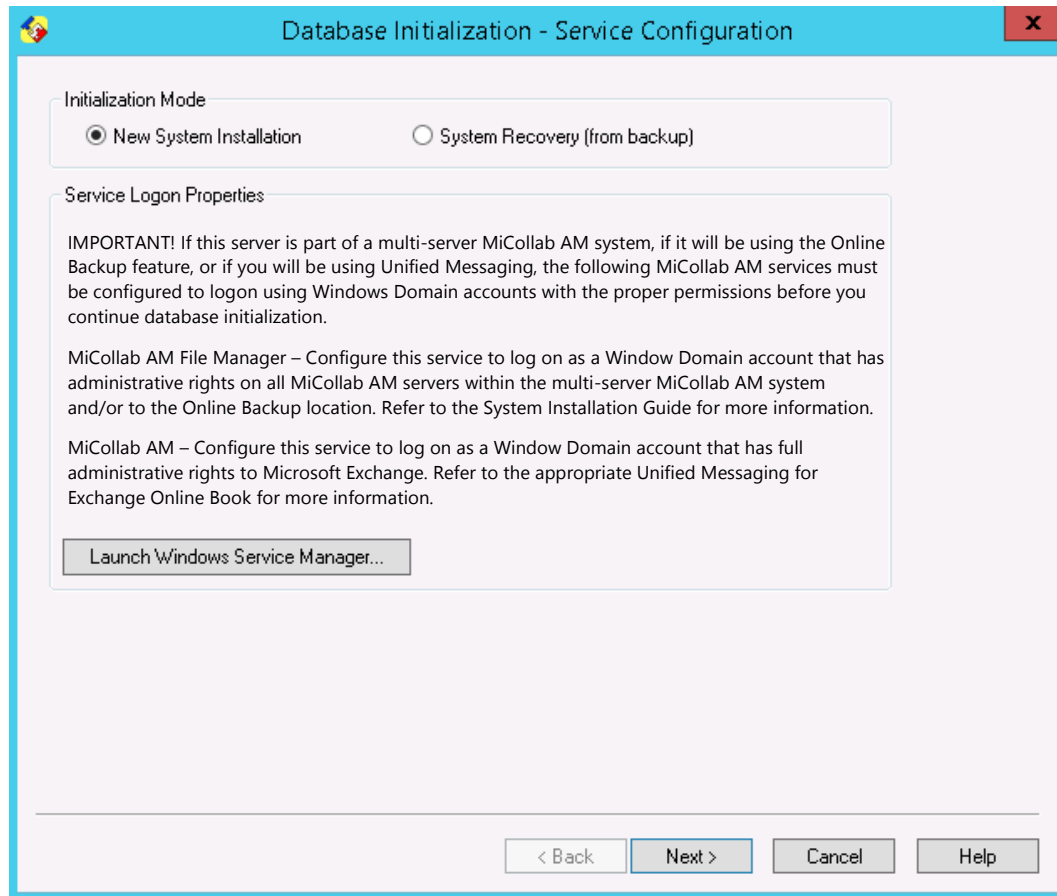 Database Initialization - Service Configuration
x
Initialization Mode
New System Installation
System Recovery (from backup)
Service Logon Properties
IMPORTANT! If this server is part of a multi-server MiCollab AM system, if it will be using the Online
Backup feature, or if you will be using Unified Messaging, the following MiCollab AM services must
be configured to logon using Windows Domain accounts with the proper permissions before you
continue database initialization.
MiCollab AM File Manager – Configure this service to log on as a Window Domain account that has
administrative rights on all MiCollab AM servers within the multi-server MiCollab AM system
and/or to the Online Backup location. Refer to the System Installation Guide for more information.
MiCollab AM – Configure this service to log on as a Window Domain account that has full
administrative rights to Microsoft Exchange. Refer to the appropriate Unified Messaging for
Exchange Online Book for more information.
Launch Windows Service Manager...
< Back
Next >
Cancel
Help